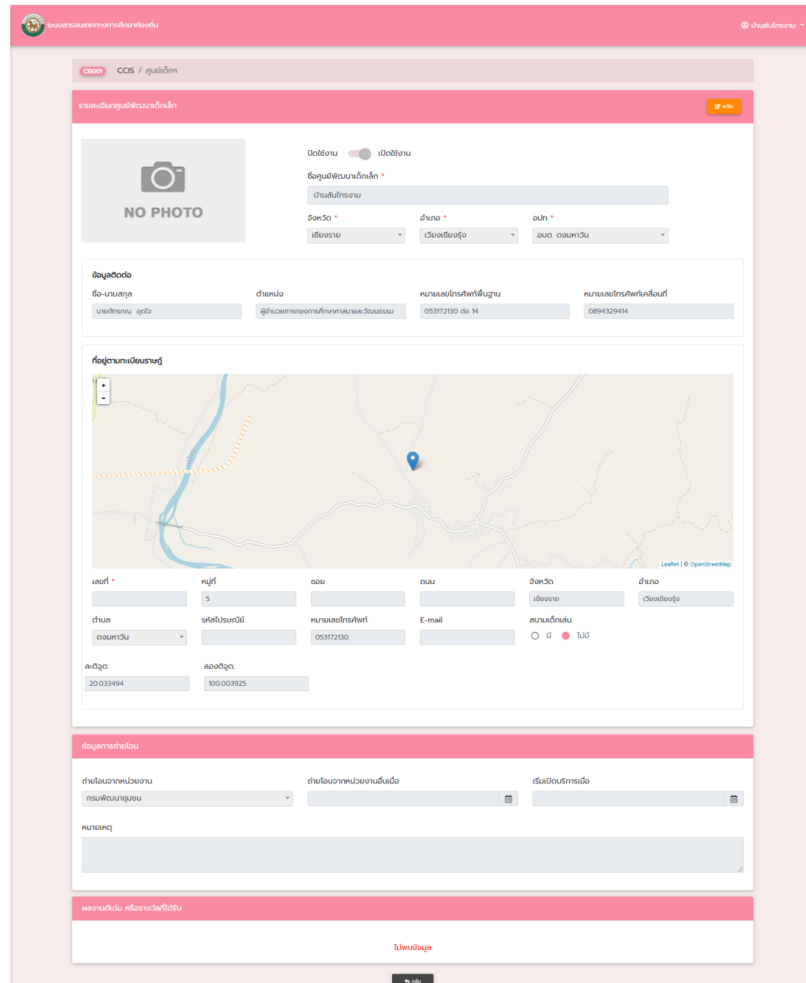 ระบบสารสนเทศทางการศึกษาท้องถิ่น
บ้านสันไทรงาม
CIS001 CCIS / ศูนย์เด็กฯ
รายละเอียดศูนย์พัฒนาเด็กเล็ก
แก้ไข
NO PHOTO
ปิดใช้งาน เปิดใช้งาน
ชื่อศูนย์พัฒนาเด็กเล็ก *
บ้านสันไทรงาม
จังหวัด * อำเภอ * อปท *
เชียงราย เวียงเชียงรุ้ง อบต. ดงมหาวัน
ข้อมูลติดต่อ
ชื่อ-นามสกุล ตำแหน่ง หมายเลขโทรศัพท์พื้นฐาน หมายเลขโทรศัพท์เคลื่อนที่
ผู้อำนวยการกองการศึกษาศาสนาและวัฒนธรรม 053172130 ต่อ 14 0894329414
ที่อยู่ตามทะเบียนราษฎร์
+
-
Leaflet | © OpenStreetMap
เลขที่ * หมู่ที่ ซอย ถนน จังหวัด อำเภอ
5 เชียงราย เวียงเชียงรุ้ง
ตำบล รหัสไปรษณีย์ หมายเลขโทรศัพท์ E-mail สนามเด็กเล่น
ดงมหาวัน 053172130 มี ไม่มี
ละติจูด: ลองติจูด:
20.033494 100.003925
ข้อมูลการถ่ายโอน
ถ่ายโอนจากหน่วยงาน ถ่ายโอนจากหน่วยงานอื่นเมื่อ เริ่มเปิดบริการเมื่อ
กรมพัฒนาชุมชน
หมายเหตุ
ผลงานดีเด่น หรือรางวัลที่ได้รับ
ไม่พบข้อมูล
กลับ